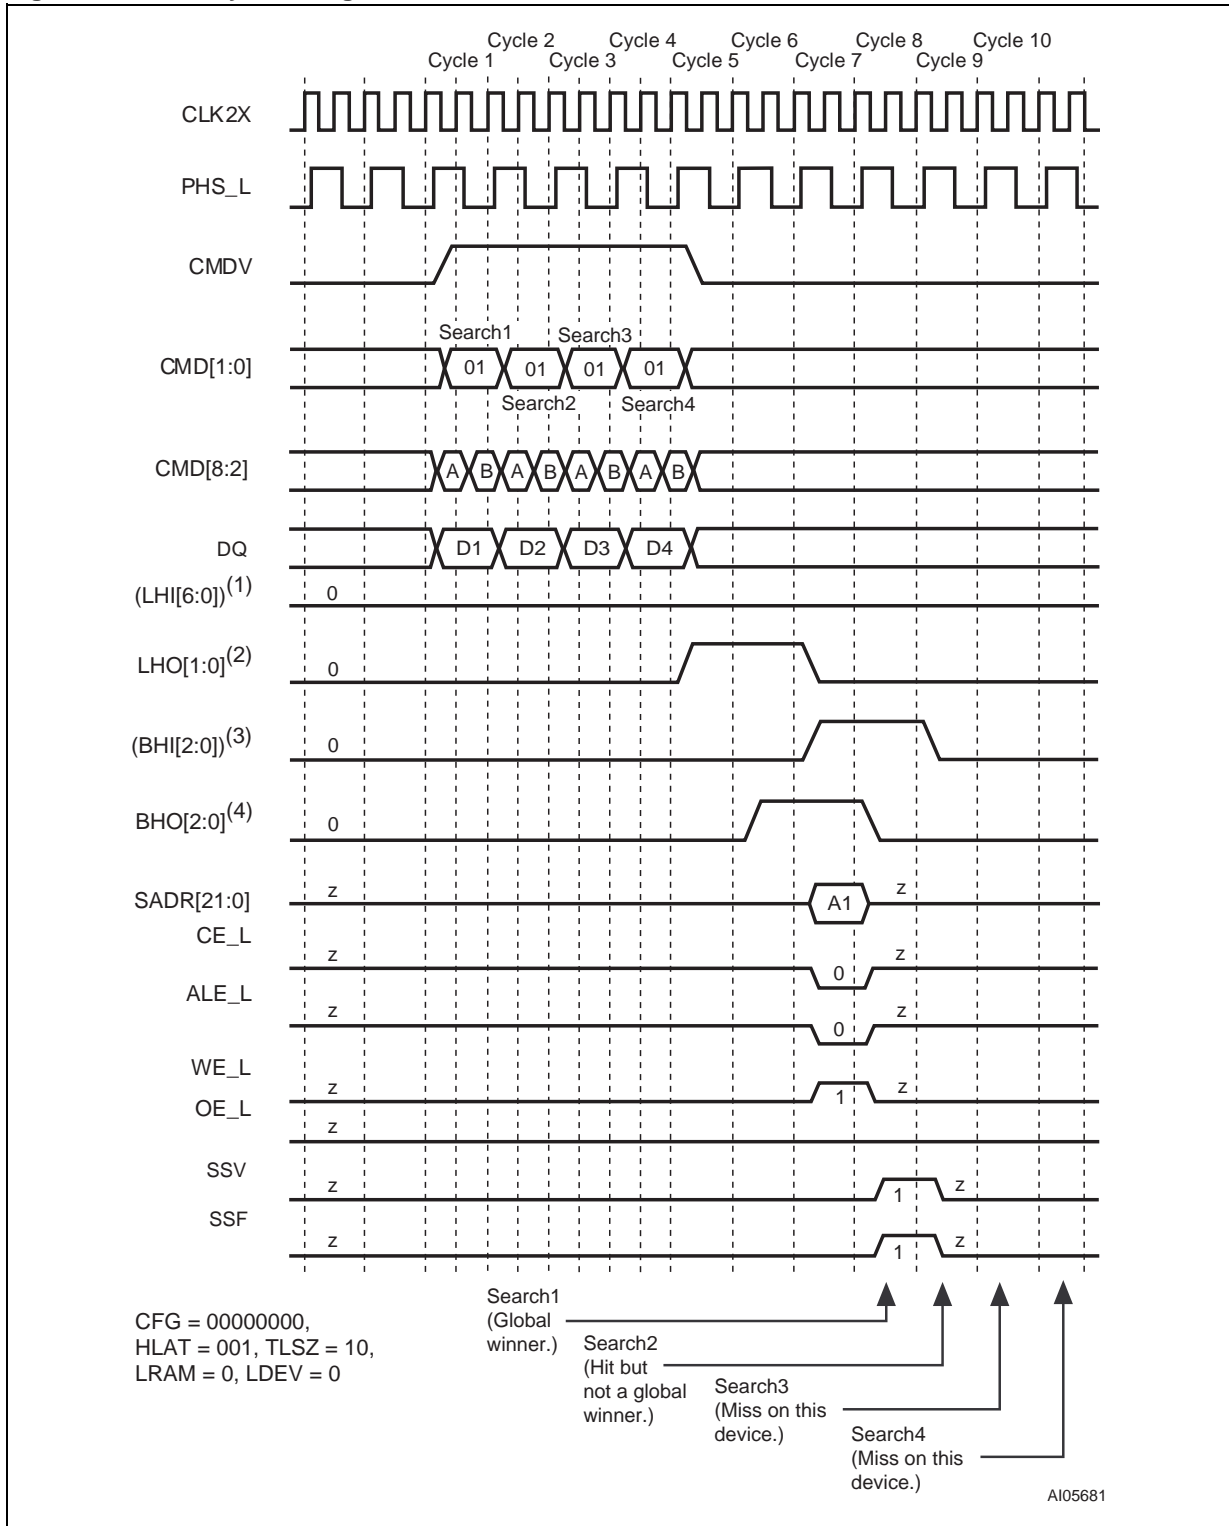 Cycle 2 Cycle 4 Cycle 6 Cycle 8 Cycle 10
Cycle 1 Cycle 3 Cycle 5 Cycle 7 Cycle 9
CLK2X
PHS_L
CMDV
Search1 Search3
CMD[1:0] 01 01 01 01
Search2 Search4
CMD[8:2] A B A B A B A B
DQ D1 D2 D3 D4
(LHI[6:0])(1) 0
LHO[1:0](2) 0
(BHI[2:0])(3) 0
BHO[2:0](4) 0
SADR[21:0] z A1 z
CE_L z 0 z
ALE_L z 0 z
WE_L z 1 z
OE_L z
SSV z 1 z
SSF z 1 z
CFG = 00000000,
HLAT = 001, TLSZ = 10,
LRAM = 0, LDEV = 0
Search1
(Global
winner.)
Search2
(Hit but
not a global
winner.)
Search3
(Miss on this
device.)
Search4
(Miss on this
device.)
AI05681